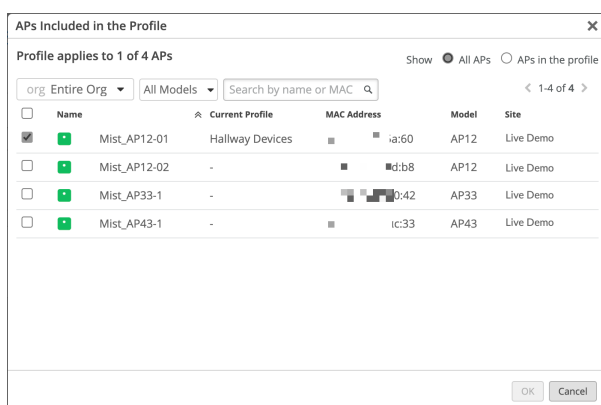 APs Included in the Profile
Profile applies to 1 of 4 APs
Show All APs APs in the profile
org Entire Org All Models Search by name or MAC 1-4 of 4
Name Current Profile MAC Address Model Site
Mist_AP12-01 Hallway Devices a:60 AP12 Live Demo
Mist_AP12-02 - d:b8 AP12 Live Demo
Mist_AP33-1 - 0:42 AP33 Live Demo
Mist_AP43-1 - c:33 AP43 Live Demo
OK Cancel